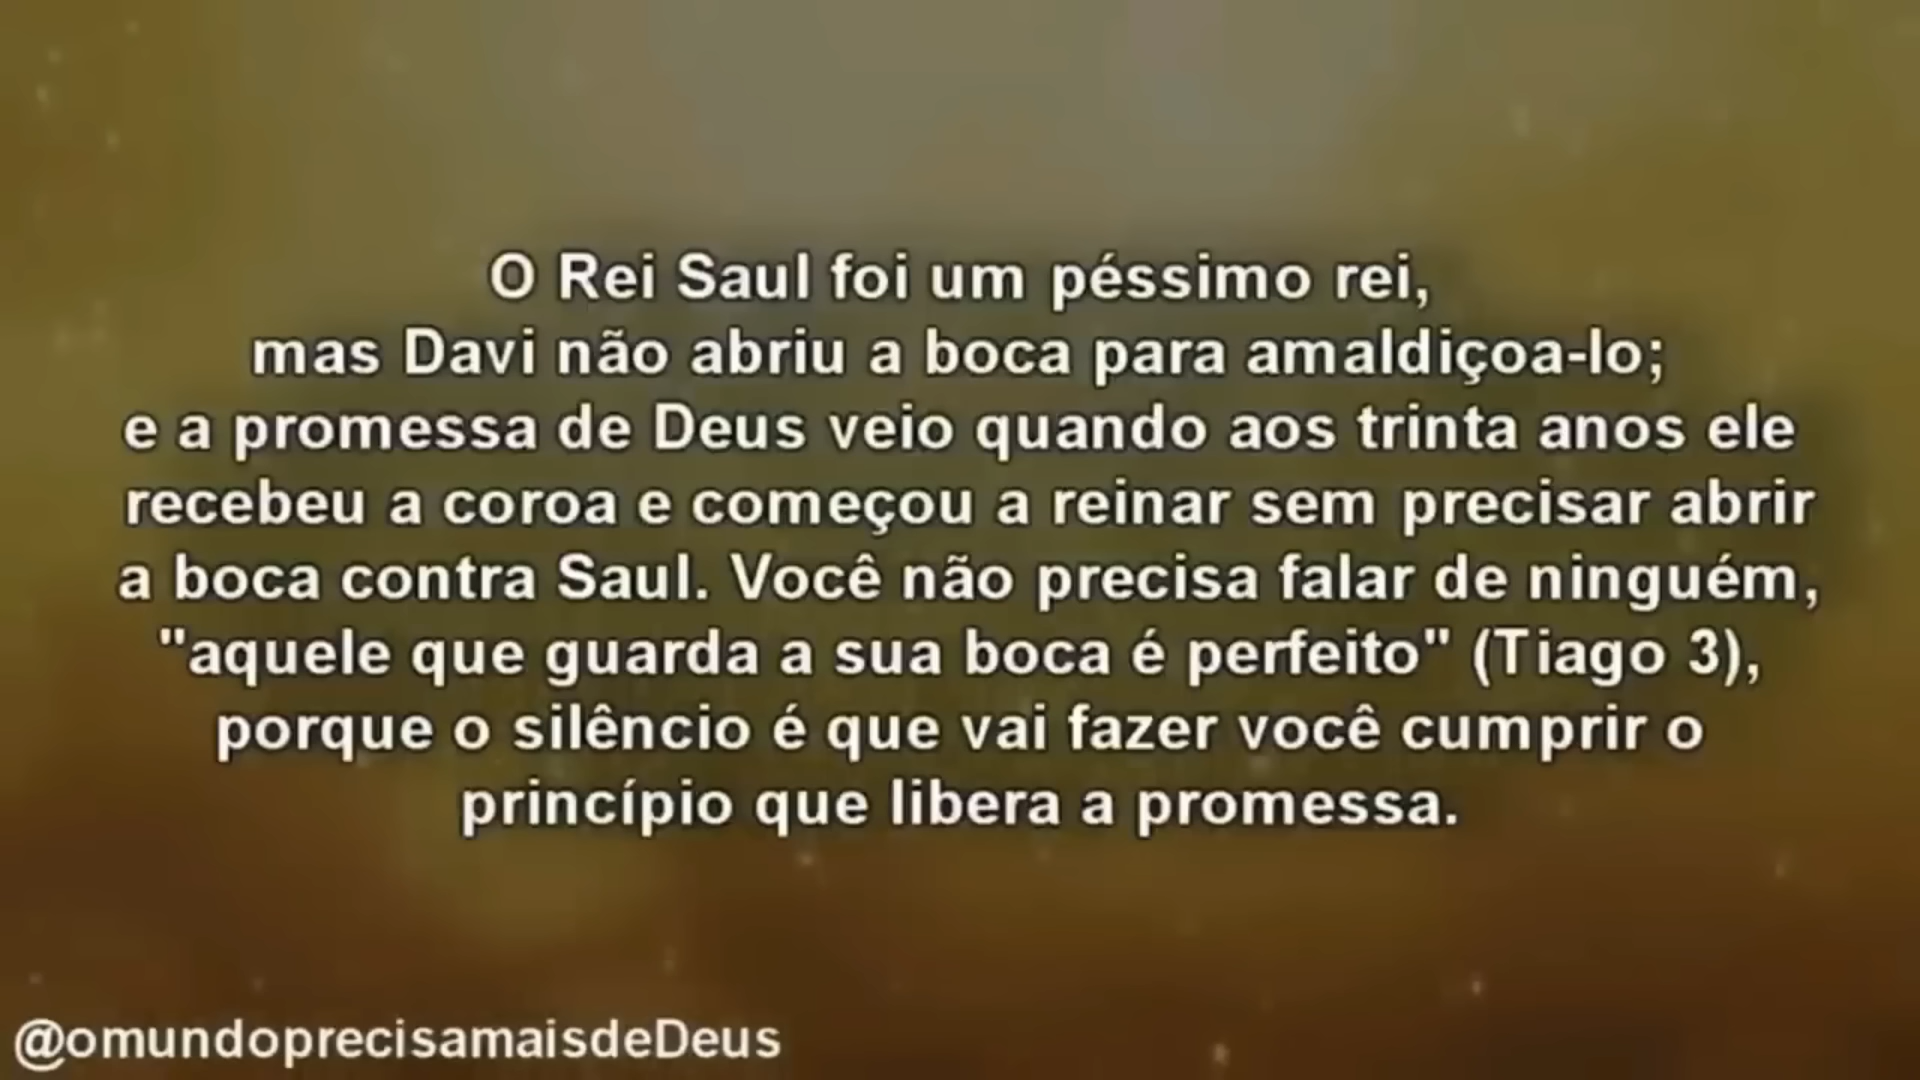 O Rei Saul foi um péssimo rei,
mas Davi não abriu a boca para amaldiçoa-lo;
e a promessa de Deus veio quando aos trinta anos ele
recebeu a coroa e começou a reinar sem precisar abrir
a boca contra Saul. Você não precisa falar de ninguém,
"aquele que guarda a sua boca é perfeito" (Tiago 3),
porque o silêncio é que vai fazer você cumprir o
princípio que libera a promessa.
@omundoprecisamaisdeDeus